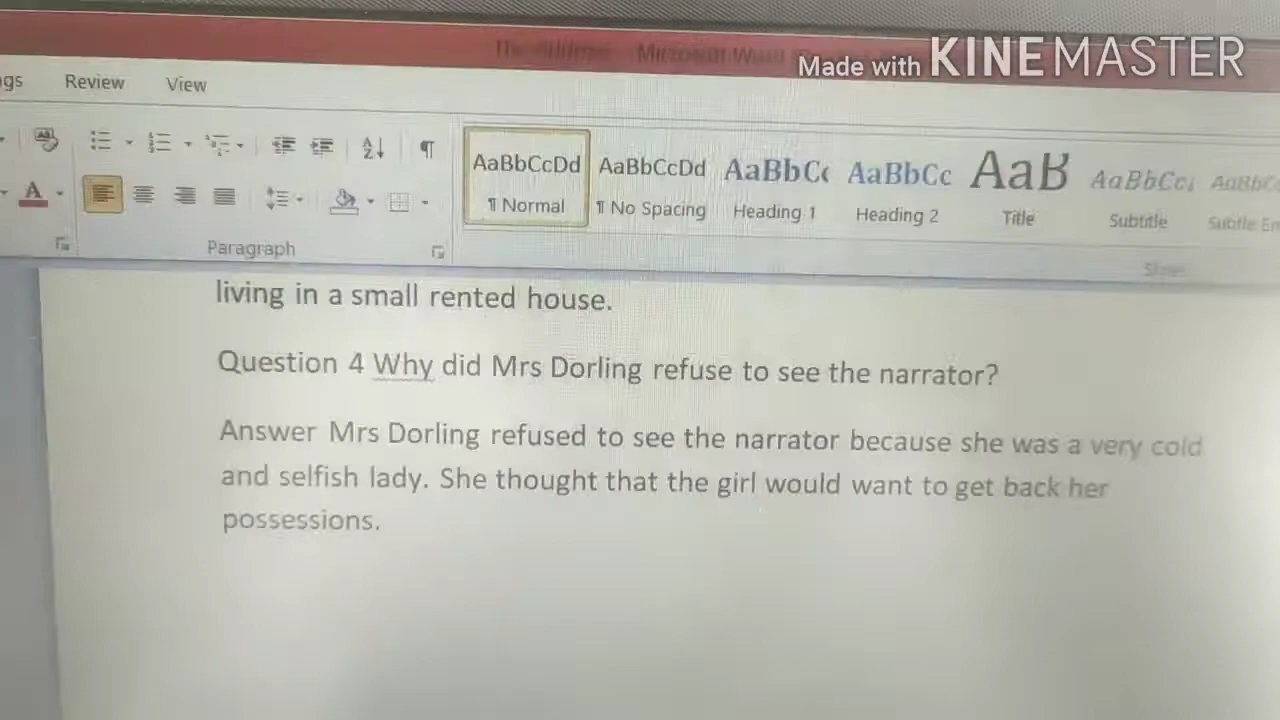 Made with KINEMASTER
gs Review View
AaBbCcDd AaBbCcDd AaBbCc AaBbCc AaB AaBbCc AaBbCc
¶ Normal ¶ No Spacing Heading 1 Heading 2 Title Subtitle Subtle Em
Paragraph
living in a small rented house.
Question 4 Why did Mrs Dorling refuse to see the narrator?
Answer Mrs Dorling refused to see the narrator because she was a very cold
and selfish lady. She thought that the girl would want to get back her
possessions.